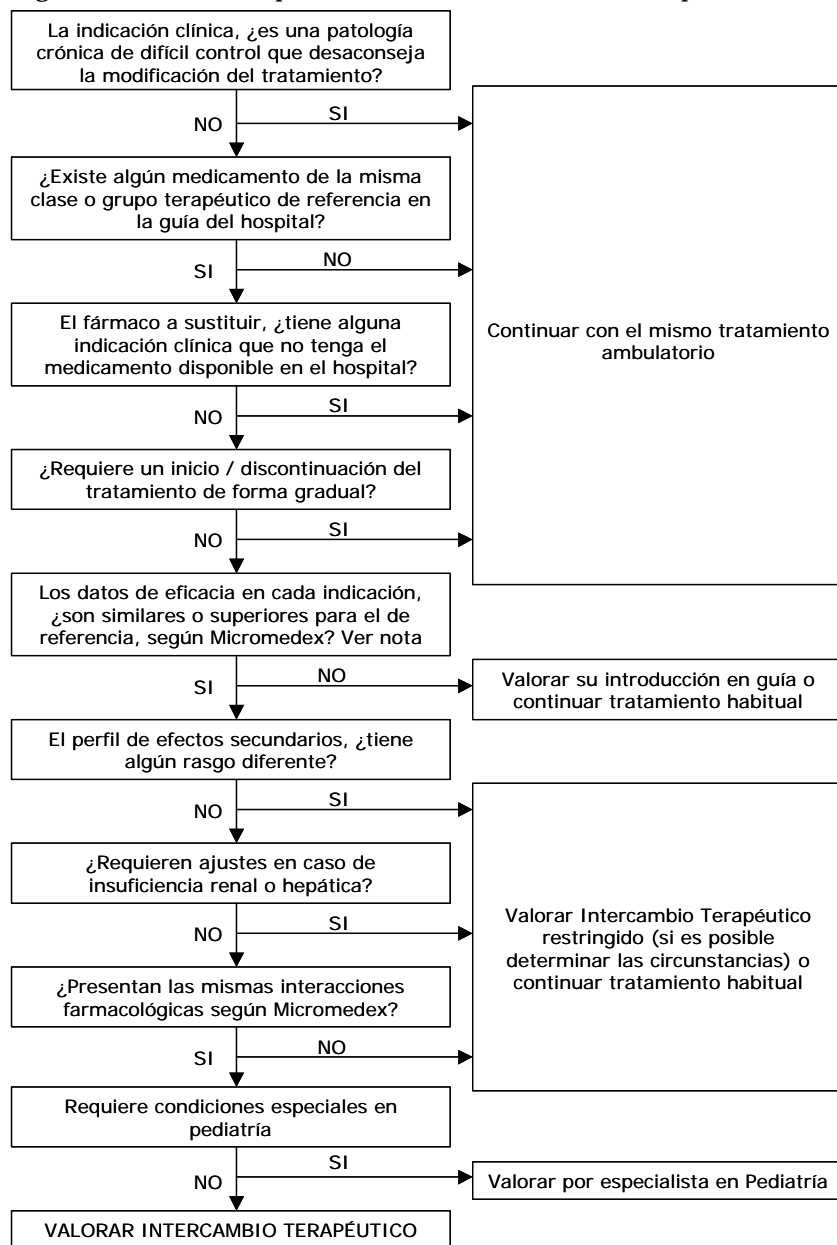 La indicación clínica, ¿es una patología
crónica de difícil control que desaconseja
la modificación del tratamiento?
SI
NO
¿Existe algún medicamento de la misma
clase o grupo terapéutico de referencia en
la guía del hospital?
NO
SI
El fármaco a sustituir, ¿tiene alguna
indicación clínica que no tenga el
medicamento disponible en el hospital?
Continuar con el mismo tratamiento
ambulatorio
SI
NO
¿Requiere un inicio / discontinuación del
tratamiento de forma gradual?
SI
NO
Los datos de eficacia en cada indicación,
¿son similares o superiores para el de
referencia, según Micromedex? Ver nota
NO
SI
Valorar su introducción en guía o
continuar tratamiento habitual
El perfil de efectos secundarios, ¿tiene
algún rasgo diferente?
SI
NO
¿Requieren ajustes en caso de
insuficiencia renal o hepática?
SI
NO
Valorar Intercambio Terapéutico
restringido (si es posible
determinar las circunstancias) o
continuar tratamiento habitual
¿Presentan las mismas interacciones
farmacológicas según Micromedex?
NO
SI
Requiere condiciones especiales en
pediatría
SI
NO
Valorar por especialista en Pediatría
VALORAR INTERCAMBIO TERAPÉUTICO